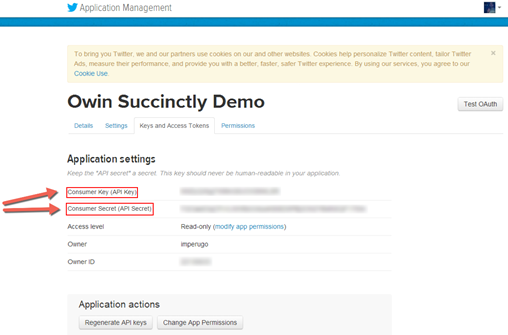 Application Management
To bring you Twitter, we and our partners use cookies on our and other websites. Cookies help personalize Twitter content, tailor Twitter
Ads, measure their performance, and provide you with a better, faster, safer Twitter experience. By using our services, you agree to our
Cookie Use.
Owin Succinctly Demo
Test OAuth
Details Settings Keys and Access Tokens Permissions
Application settings
Keep the "API secret" a secret. This key should never be human-readable in your application.
Consumer Key (API Key)
Consumer Secret (API Secret)
Access level Read-only (modify app permissions)
Owner imperugo
Owner ID
Application actions
Regenerate API keys Change App Permissions